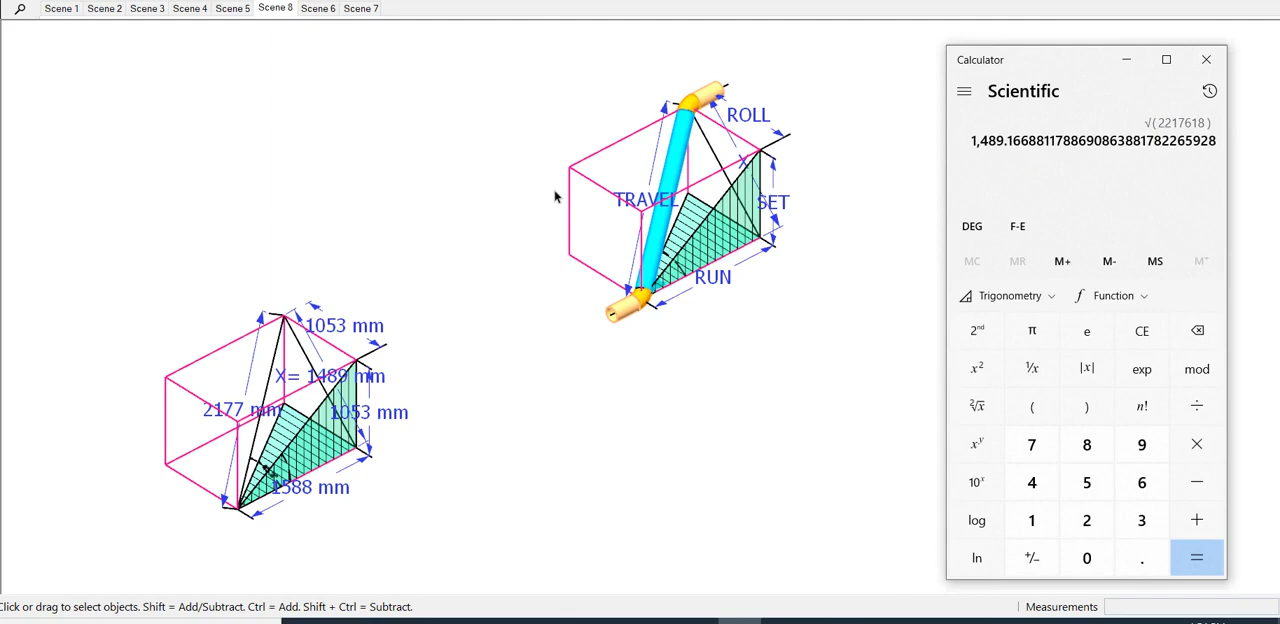 Scene 1 Scene 2 Scene 3 Scene 4 Scene 5 Scene 8 Scene 6 Scene 7
ROLL
X
TRAVEL
SET
RUN
1053 mm
X= 1489 mm
2177 mm
1053 mm
1588 mm
Calculator
Scientific
√(2217618)
1,489.1668811788690863881782265928
DEG F-E
MC MR M+ M- MS M˅
Trigonometry Function
2ⁿᵈ π e CE
x² ¹/x |x| exp mod
²√x ( ) n! ÷
xʸ 7 8 9 ×
10ˣ 4 5 6 −
log 1 2 3 +
ln +/− 0 . =
Click or drag to select objects. Shift = Add/Subtract. Ctrl = Add. Shift + Ctrl = Subtract.
Measurements